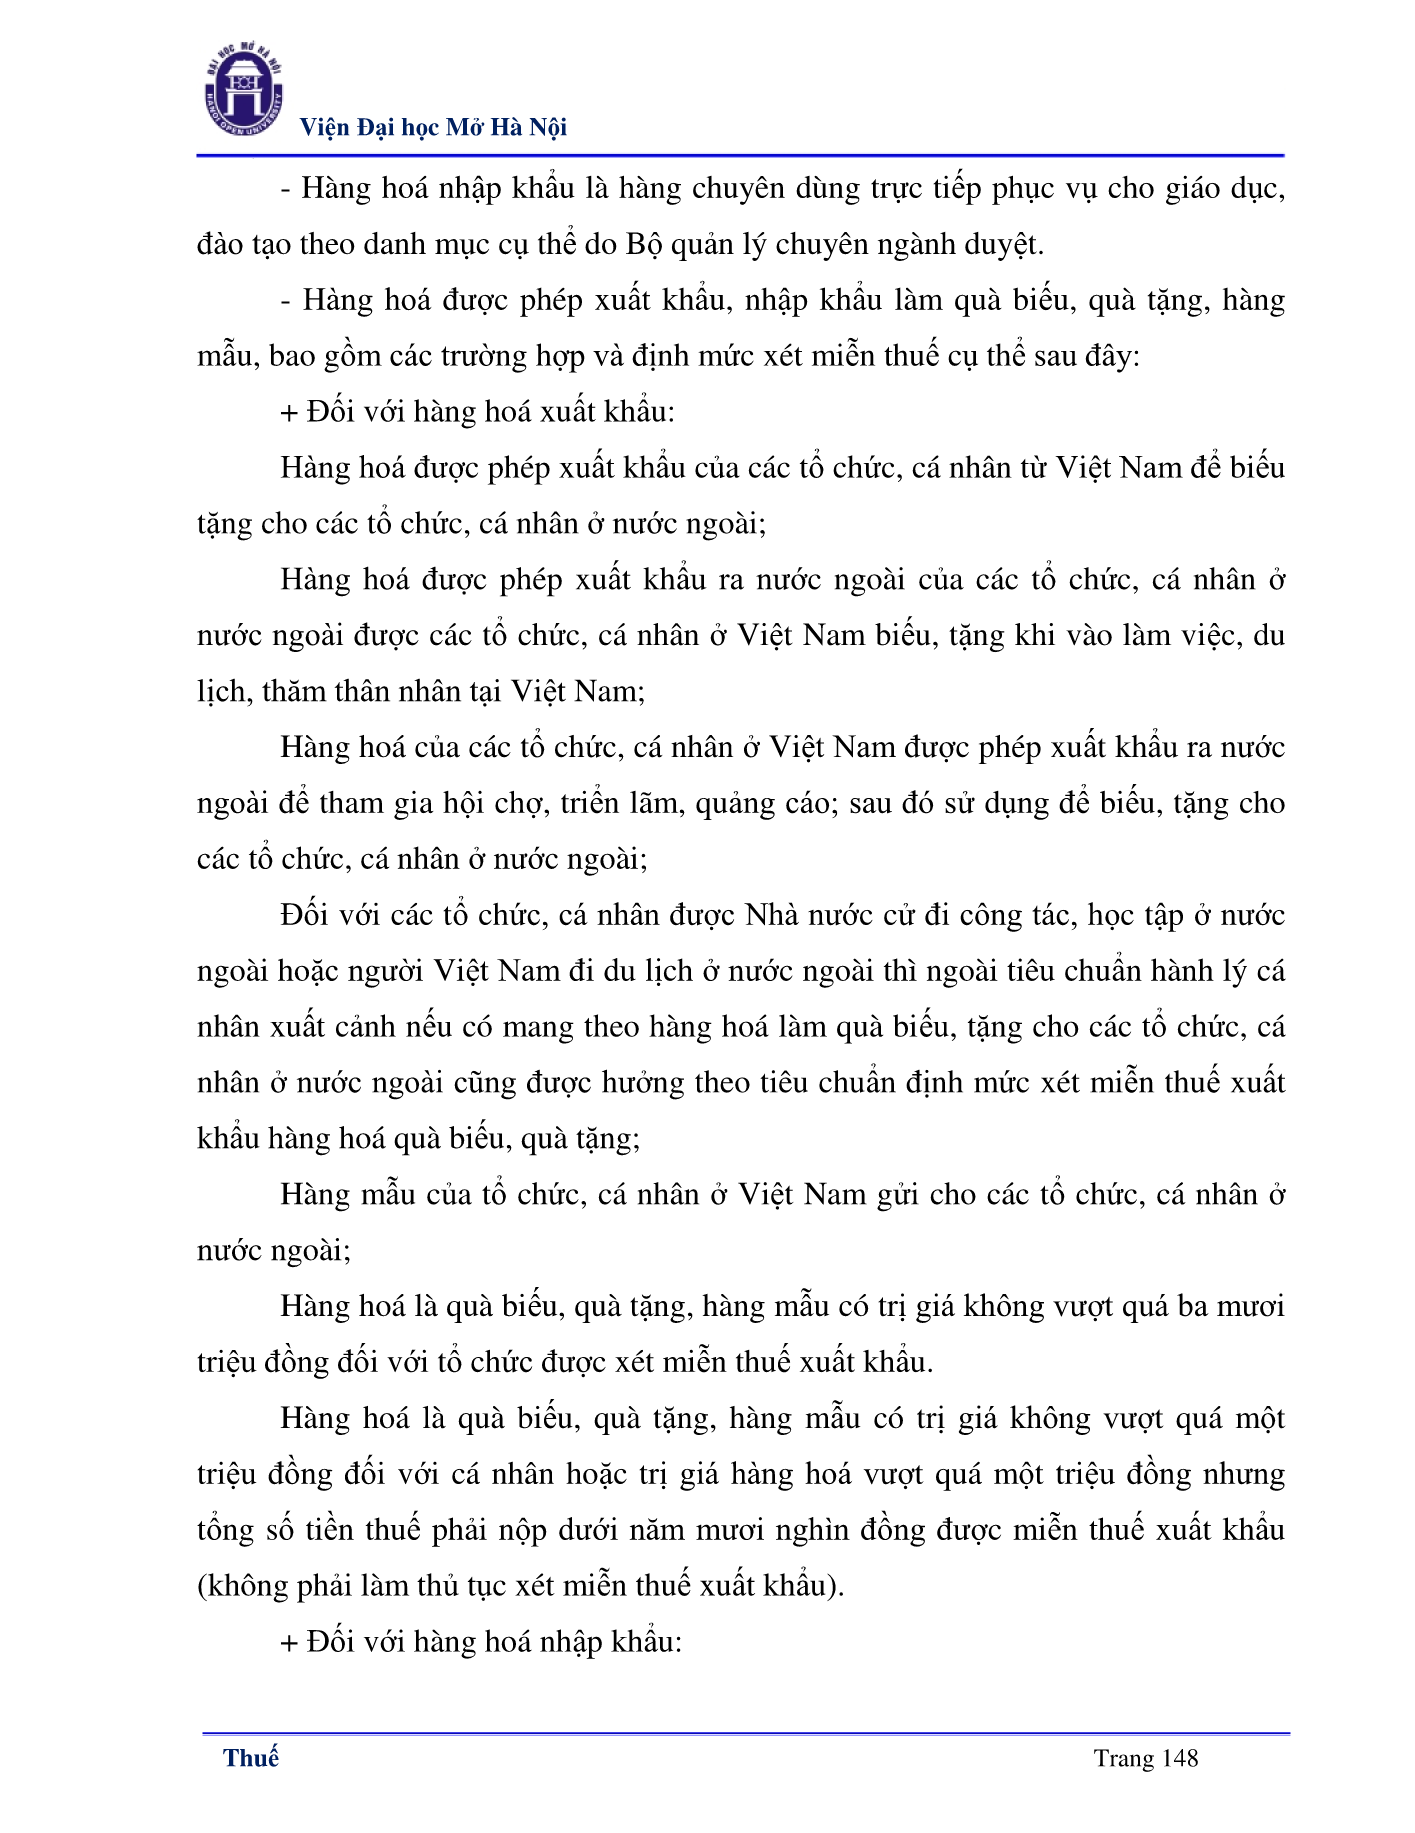 ĐẠI HỌC MỞ HÀ NỘI
HANOI OPEN UNIVERSITY
Viện Đại học Mở Hà Nội
- Hàng hoá nhập khẩu là hàng chuyên dùng trực tiếp phục vụ cho giáo dục,
đào tạo theo danh mục cụ thể do Bộ quản lý chuyên ngành duyệt.
- Hàng hoá được phép xuất khẩu, nhập khẩu làm quà biếu, quà tặng, hàng
mẫu, bao gồm các trường hợp và định mức xét miễn thuế cụ thể sau đây:
+ Đối với hàng hoá xuất khẩu:
Hàng hoá được phép xuất khẩu của các tổ chức, cá nhân từ Việt Nam để biếu
tặng cho các tổ chức, cá nhân ở nước ngoài;
Hàng hoá được phép xuất khẩu ra nước ngoài của các tổ chức, cá nhân ở
nước ngoài được các tổ chức, cá nhân ở Việt Nam biếu, tặng khi vào làm việc, du
lịch, thăm thân nhân tại Việt Nam;
Hàng hoá của các tổ chức, cá nhân ở Việt Nam được phép xuất khẩu ra nước
ngoài để tham gia hội chợ, triển lãm, quảng cáo; sau đó sử dụng để biếu, tặng cho
các tổ chức, cá nhân ở nước ngoài;
Đối với các tổ chức, cá nhân được Nhà nước cử đi công tác, học tập ở nước
ngoài hoặc người Việt Nam đi du lịch ở nước ngoài thì ngoài tiêu chuẩn hành lý cá
nhân xuất cảnh nếu có mang theo hàng hoá làm quà biếu, tặng cho các tổ chức, cá
nhân ở nước ngoài cũng được hưởng theo tiêu chuẩn định mức xét miễn thuế xuất
khẩu hàng hoá quà biếu, quà tặng;
Hàng mẫu của tổ chức, cá nhân ở Việt Nam gửi cho các tổ chức, cá nhân ở
nước ngoài;
Hàng hoá là quà biếu, quà tặng, hàng mẫu có trị giá không vượt quá ba mươi
triệu đồng đối với tổ chức được xét miễn thuế xuất khẩu.
Hàng hoá là quà biếu, quà tặng, hàng mẫu có trị giá không vượt quá một
triệu đồng đối với cá nhân hoặc trị giá hàng hoá vượt quá một triệu đồng nhưng
tổng số tiền thuế phải nộp dưới năm mươi nghìn đồng được miễn thuế xuất khẩu
(không phải làm thủ tục xét miễn thuế xuất khẩu).
+ Đối với hàng hoá nhập khẩu:
Thuế
Trang 148